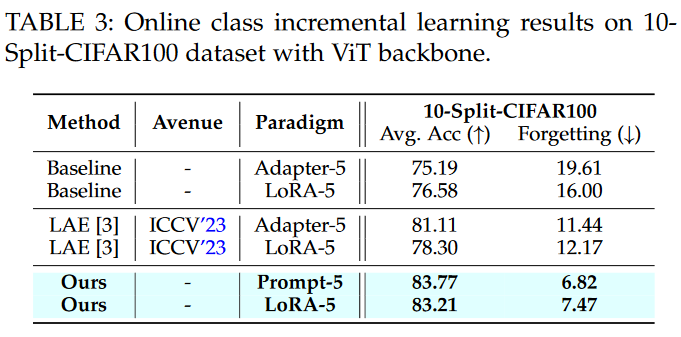 TABLE 3: Online class incremental learning results on 10-
Split-CIFAR100 dataset with ViT backbone.
Method Avenue Paradigm 10-Split-CIFAR100
Avg. Acc (↑) Forgetting (↓)
Baseline - Adapter-5 75.19 19.61
Baseline - LoRA-5 76.58 16.00
LAE [3] ICCV'23 Adapter-5 81.11 11.44
LAE [3] ICCV'23 LoRA-5 78.30 12.17
Ours - Prompt-5 83.77 6.82
Ours - LoRA-5 83.21 7.47